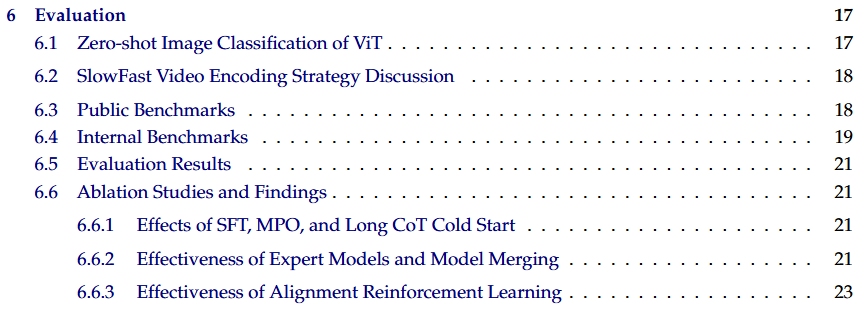 6 Evaluation 17
6.1 Zero-shot Image Classification of ViT . . . . . . . . . . . . . . . . . . . . . . . . . . . . . . 17
6.2 SlowFast Video Encoding Strategy Discussion . . . . . . . . . . . . . . . . . . . . . . . . 18
6.3 Public Benchmarks . . . . . . . . . . . . . . . . . . . . . . . . . . . . . . . . . . . . . . . . 18
6.4 Internal Benchmarks . . . . . . . . . . . . . . . . . . . . . . . . . . . . . . . . . . . . . . . 19
6.5 Evaluation Results . . . . . . . . . . . . . . . . . . . . . . . . . . . . . . . . . . . . . . . . 21
6.6 Ablation Studies and Findings . . . . . . . . . . . . . . . . . . . . . . . . . . . . . . . . . . 21
6.6.1 Effects of SFT, MPO, and Long CoT Cold Start . . . . . . . . . . . . . . . . . . . . . 21
6.6.2 Effectiveness of Expert Models and Model Merging . . . . . . . . . . . . . . . . . . 21
6.6.3 Effectiveness of Alignment Reinforcement Learning . . . . . . . . . . . . . . . . . . 23